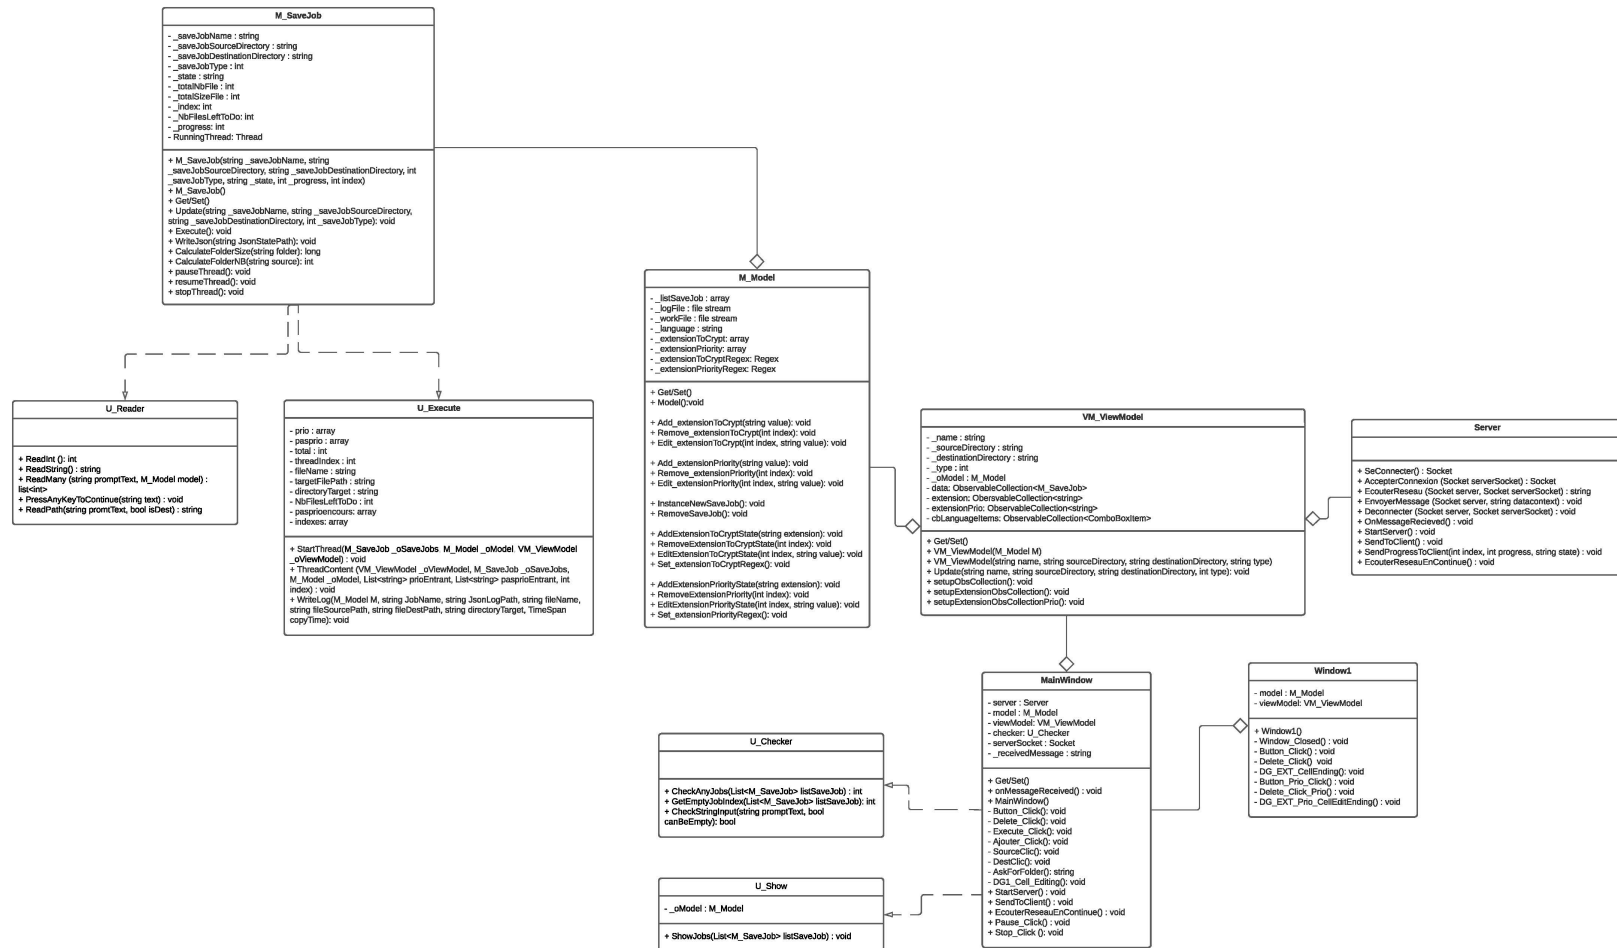 M_SaveJob
- _saveJobName : string
- _saveJobSourceDirectory : string
- _saveJobDestinationDirectory : string
- _saveJobType : int
- _state : string
- _totalNbFile : int
- _totalSizeFile : int
- _index: int
- _NbFilesLeftToDo: int
- _progress: int
- RunningThread: Thread
+ M_SaveJob(string _saveJobName, string
_saveJobSourceDirectory, string _saveJobDestinationDirectory, int
_saveJobType, string _state, int _progress, int index)
+ M_SaveJob()
+ Get/Set()
+ Update(string _saveJobName, string _saveJobSourceDirectory,
string _saveJobDestinationDirectory, int _saveJobType): void
+ Execute(): void
+ WriteJson(string JsonStatePath): void
+ CalculateFolderSize(string folder): long
+ CalculateFolderNB(string source): int
+ pauseThread(): void
+ resumeThread(): void
+ stopThread(): void
U_Reader
+ ReadInt (): int
+ ReadString() : string
+ ReadMany (string promptText, M_Model model) :
list<int>
+ PressAnyKeyToContinue(string text) : void
+ ReadPath(string promtText, bool isDest) : string
U_Execute
- prio : array
- pasprio : array
- total : int
- threadIndex : int
- fileName : string
- targetFilePath : string
- directoryTarget : string
- NbFilesLeftToDo : int
- pasprioencours : array
- indexes: array
+ StartThread(M_SaveJob _oSaveJobs, M_Model _oModel, VM_ViewModel
_oViewModel) : void
+ ThreadContent (VM_ViewModel _oViewModel, M_SaveJob _oSaveJobs,
M_Model _oModel, List<string> prioEntrant, List<string> pasprioEntrant, int
index) : void
+ WriteLog(M_Model M, string JobName, string JsonLogPath, string fileName,
string fileSourcePath, string fileDestPath, string directoryTarget, TimeSpan
copyTime): void
M_Model
- _listSaveJob : array
- _logFile : file stream
- _workFile : file stream
- _language : string
- _extensionToCrypt: array
- _extensionPriority: array
- _extensionToCryptRegex: Regex
- _extensionPriorityRegex: Regex
+ Get/Set()
+ Model():void
+ Add_extensionToCrypt(string value): void
+ Remove_extensionToCrypt(int index): void
+ Edit_extensionToCrypt(int index, string value): void
+ Add_extensionPriority(string value): void
+ Remove_extensionPriority(int index): void
+ Edit_extensionPriority(int index, string value): void
+ InstanceNewSaveJob(): void
+ RemoveSaveJob(): void
+ AddExtensionToCryptState(string extension): void
+ RemoveExtensionToCrypt(int index): void
+ EditExtensionToCryptState(int index, string value): void
+ Set_extensionToCryptRegex(): void
+ AddExtensionPriorityState(string extension): void
+ RemoveExtensionPriority(int index): void
+ EditExtensionPriorityState(int index, string value): void
+ Set_extensionPriorityRegex(): void
VM_ViewModel
- _name : string
- _sourceDirectory : string
- _destinationDirectory : string
- _type : int
- _oModel : M_Model
- data: ObservableCollection<M_SaveJob>
- extension: OberservableCollection<string>
- extensionPrio: ObservableCollection<string>
- cbLanguageItems: ObservableCollection<ComboBoxItem>
+ Get/Set()
+ VM_ViewModel(M_Model M)
+ VM_ViewModel(string name, string sourceDirectory, string destinationDirectory, string type)
+ Update(string name, string sourceDirectory, string destinationDirectory, int type): void
+ setupObsCollection(): void
+ setupExtensionObsCollection(): void
+ setupExtensionObsCollectionPrio(): void
Server
+ SeConnecter() : Socket
+ AccepterConnexion (Socket serverSocket) : Socket
+ EcouterReseau (Socket server, Socket serverSocket) : string
+ EnvoyerMessage (Socket server, string datacontext) : void
+ Deconnecter (Socket server, Socket serverSocket) : void
+ OnMessageRecieved() : void
+ StartServer() : void
+ SendToClient() : void
+ SendProgressToClient(int index, int progress, string state) : void
+ EcouterReseauEnContinue() : void
MainWindow
- server : Server
- model : M_Model
- viewModel: VM_ViewModel
- checker: U_Checker
- serverSocket : Socket
- _receivedMessage : string
+ Get/Set()
+ onMessageReceived() : void
+ MainWindow()
- Button_Click(): void
- Delete_Click(): void
- Execute_Click(): void
- Ajouter_Click: void
- SourceClic(): void
- DestClic(): void
- AskForFolder(): string
- DG1_Cell_Editing(): void
+ StartServer() : void
+ SendToClient() : void
+ EcouterReseauEnContinue() : void
+ Pause_Click() : void
+ Stop_Click (): void
Window1
- model : M_Model
- viewModel: VM_ViewModel
+ Window1()
- Window_Closed() : void
- Button_Click() : void
- Delete_Click() void
- DG_EXT_CellEnding(): void
- Button_Prio_Click() : void
- Delete_Click_Prio() : void
- DG_EXT_Prio_CellEditEnding() : void
U_Checker
+ CheckAnyJobs(List<M_SaveJob> listSaveJob) : int
+ GetEmptyJobIndex(List<M_SaveJob> listSaveJob): int
+ CheckStringInput(string promptText, bool
canBeEmpty): bool
U_Show
- _oModel : M_Model
+ ShowJobs(List<M_SaveJob> listSaveJob) : void